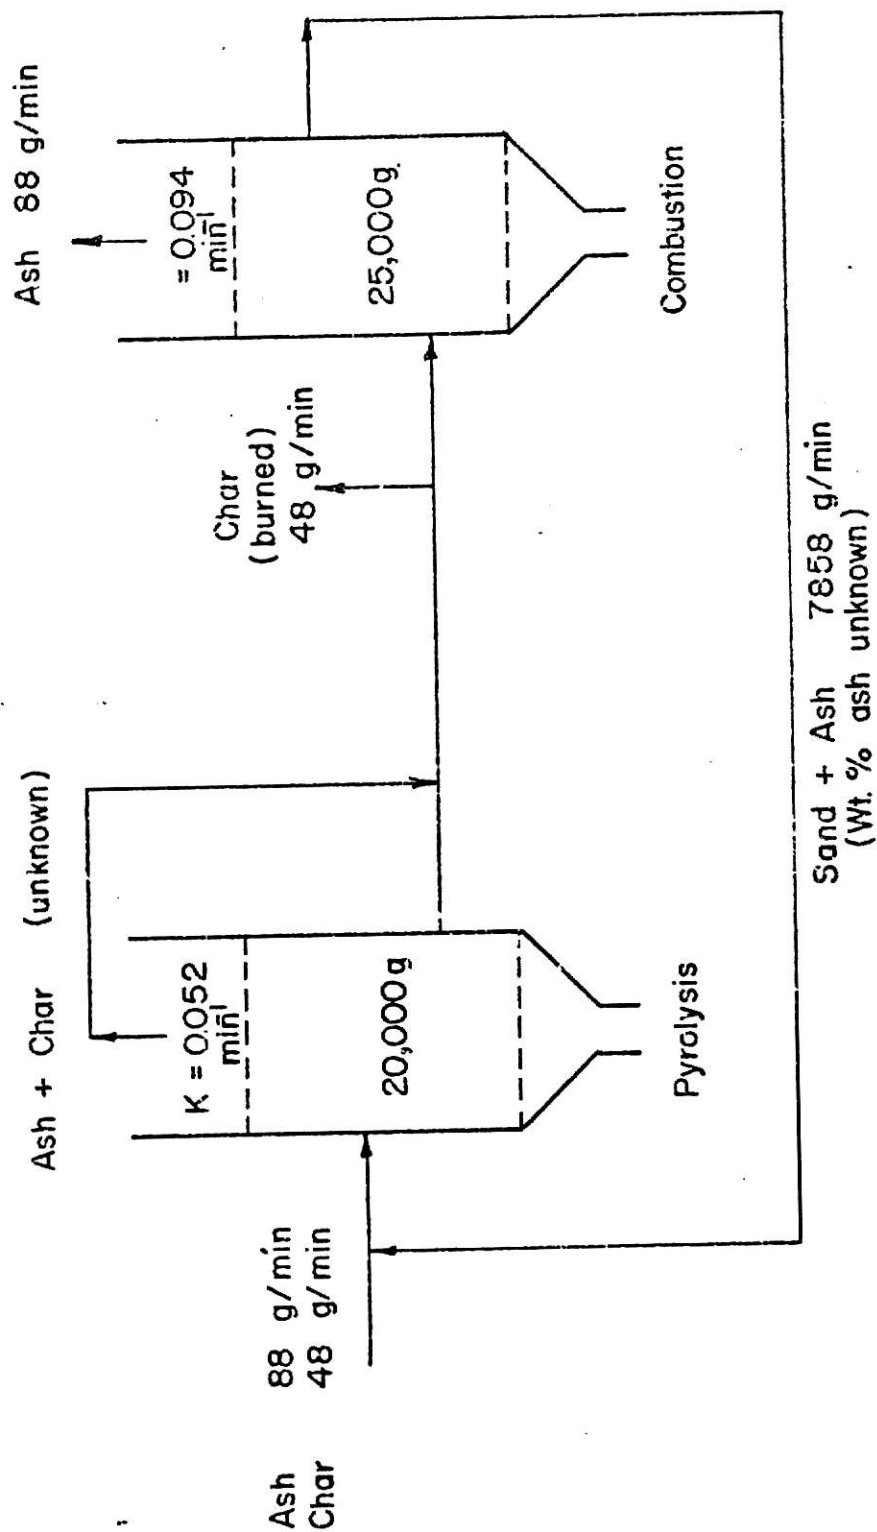 Ash + Char (unknown)
Ash 88 g/min
K = 0.052
min⁻¹
= 0.094
min⁻¹
Char
(burned)
48 g/min
Ash 88 g/min
Char 48 g/min
20,000g
25,000g
Pyrolysis
Combustion
Sand + Ash 7858 g/min
(Wt. % ash unknown)